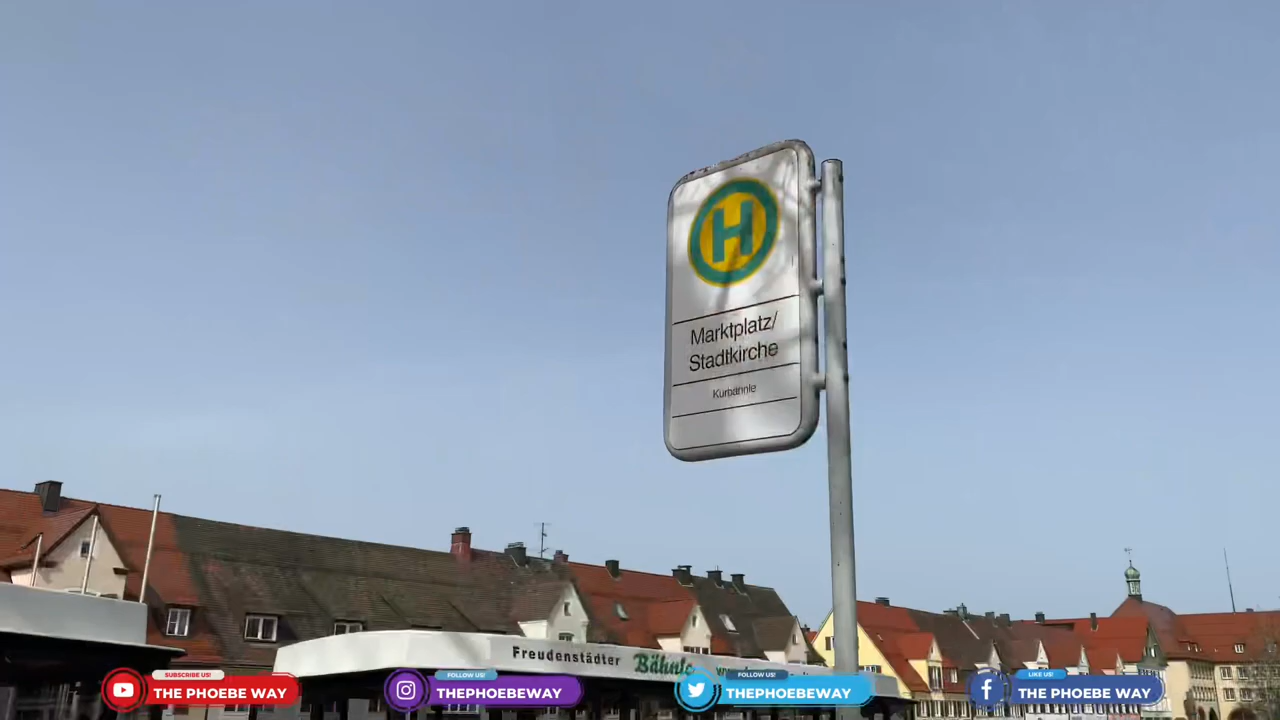 H
Marktplatz/
Stadtkirche
Kurbähnle
Freudenstädter Bähnle
SUBSCRIBE US!
THE PHOEBE WAY
FOLLOW US!
THEPHOEBEWAY
FOLLOW US!
@THEPHOEBEWAY
LIKE US!
THE PHOEBE WAY